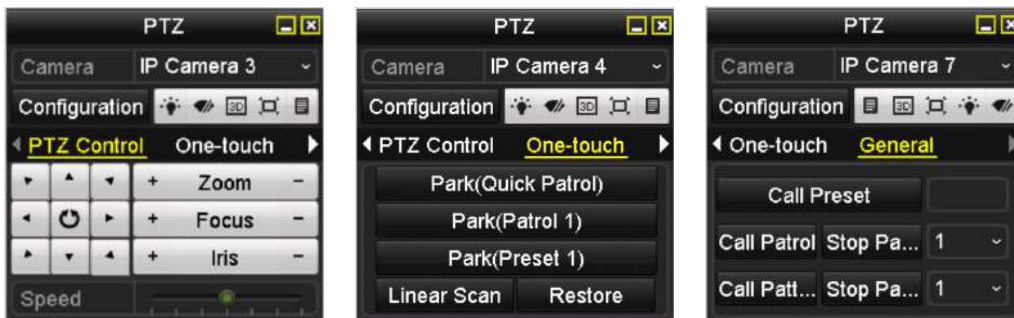 PTZ
Camera IP Camera 3
Configuration 3D
PTZ Control One-touch
+ Zoom -
+ Focus -
+ Iris -
Speed
PTZ
Camera IP Camera 4
Configuration 3D
PTZ Control One-touch
Park(Quick Patrol)
Park(Patrol 1)
Park(Preset 1)
Linear Scan Restore
PTZ
Camera IP Camera 7
Configuration 3D
One-touch General
Call Preset
Call Patrol Stop Pa... 1
Call Patt... Stop Pa... 1